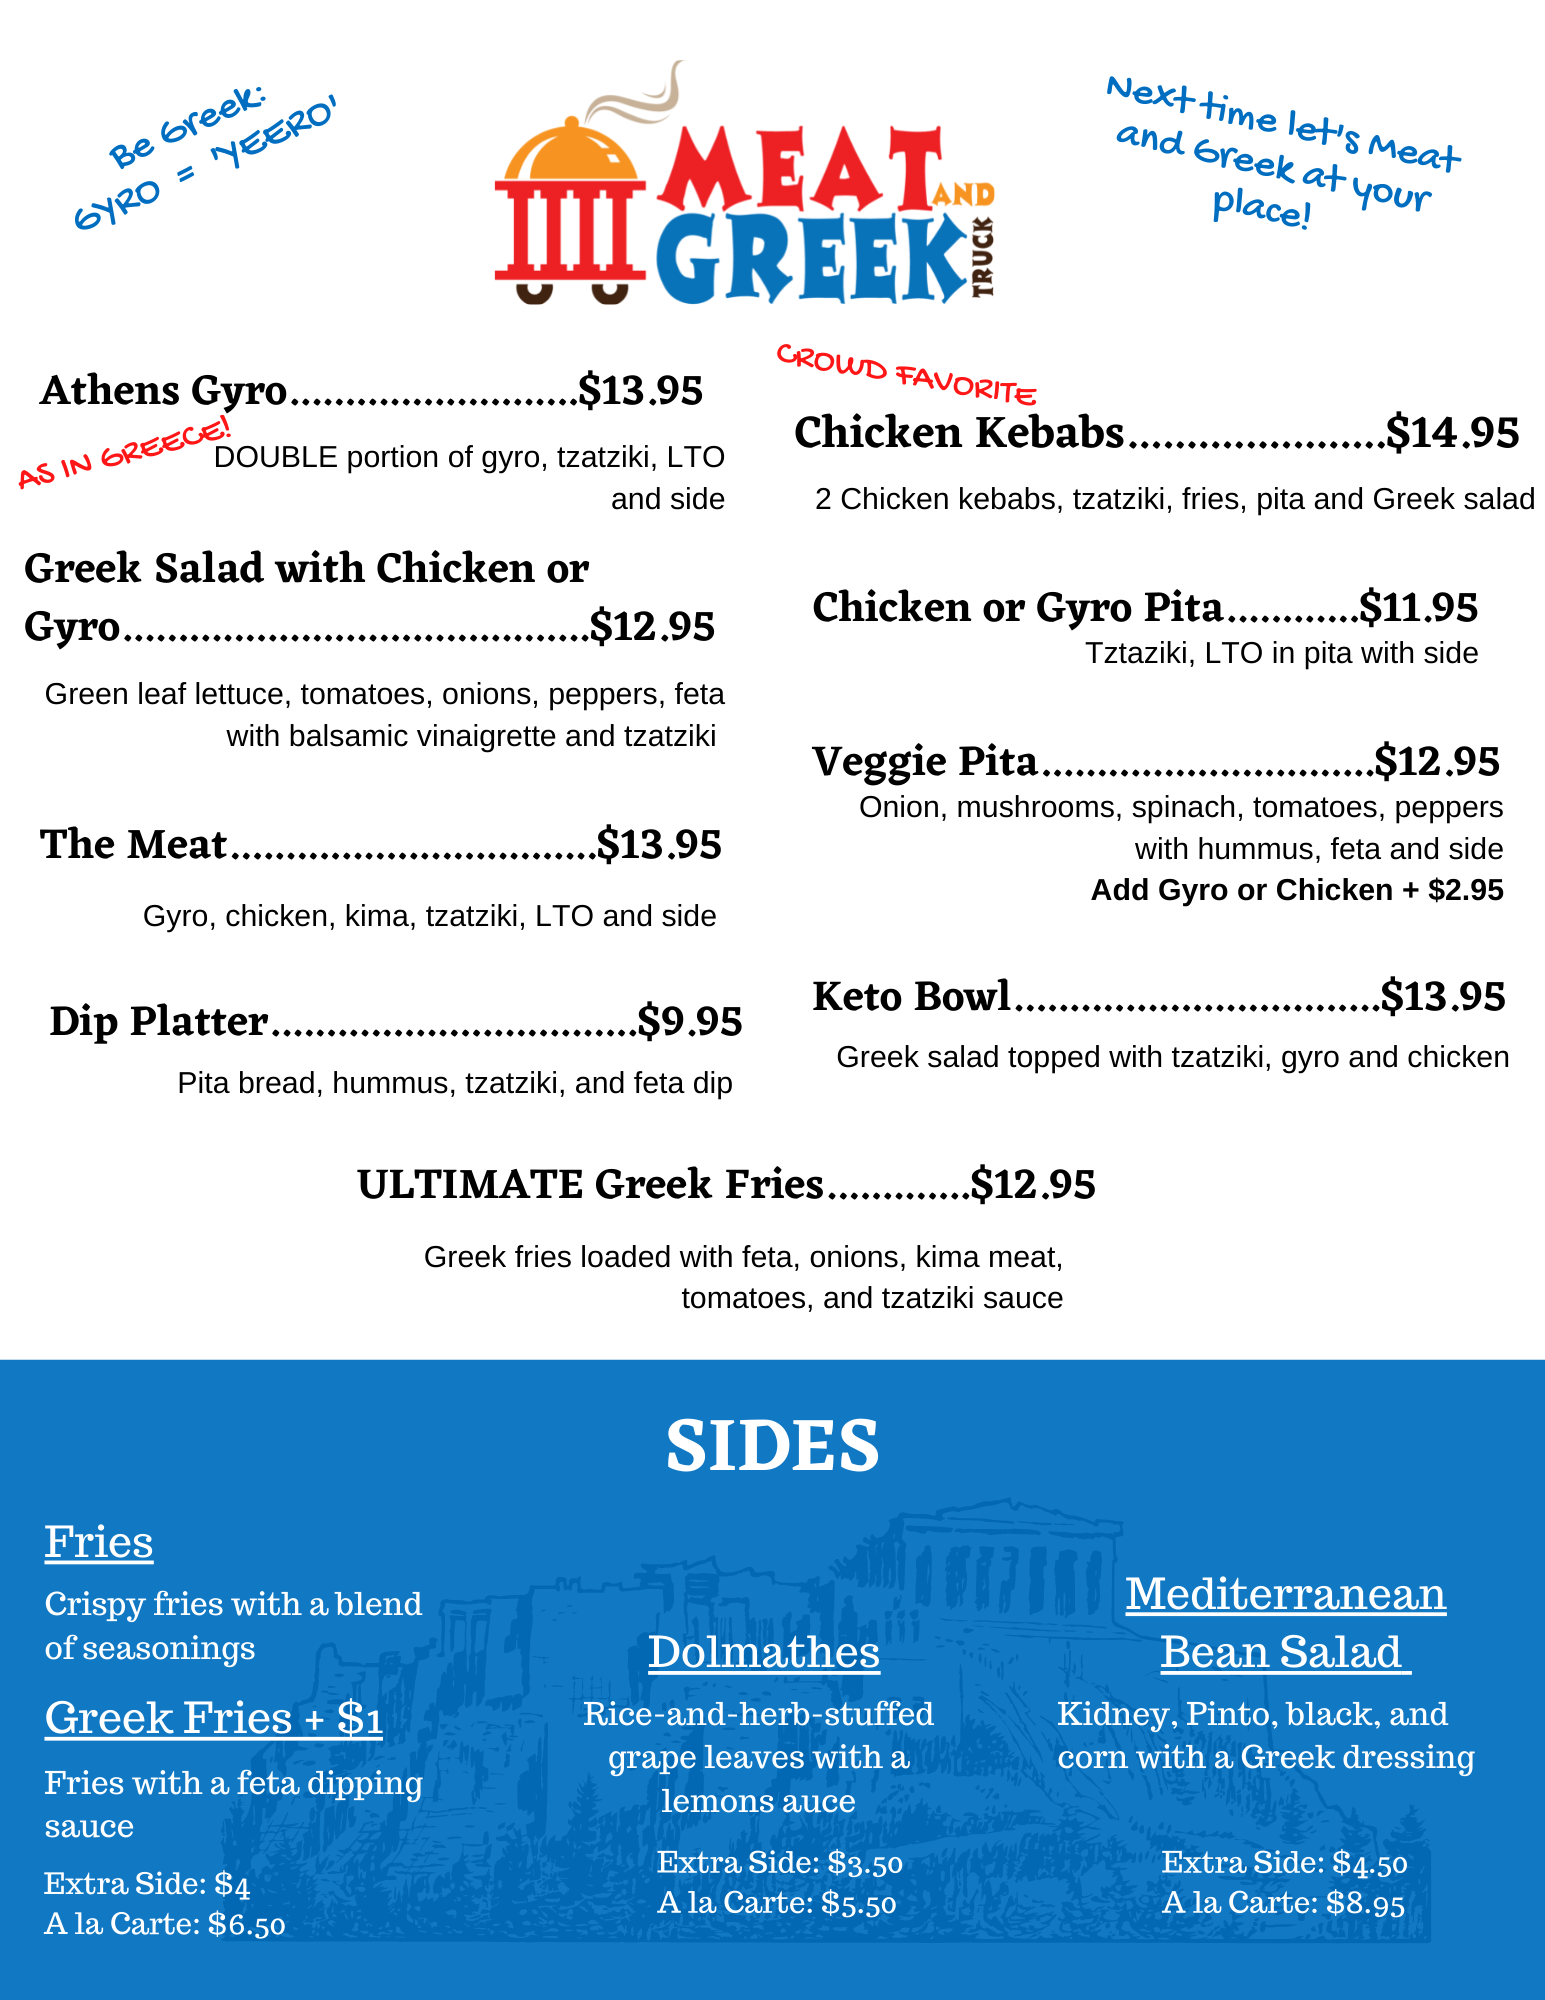 Be Greek:
GYRO = 'YEERO'
MEAT
AND
GREEK
TRUCK
Next time let's Meat
and Greek at your
place!
Athens Gyro..........................$13.95
AS IN GREECE!
DOUBLE portion of gyro, tzatziki, LTO
and side
Greek Salad with Chicken or
Gyro..........................................$12.95
Green leaf lettuce, tomatoes, onions, peppers, feta
with balsamic vinaigrette and tzatziki
The Meat.................................$13.95
Gyro, chicken, kima, tzatziki, LTO and side
Dip Platter.................................$9.95
Pita bread, hummus, tzatziki, and feta dip
CROWD FAVORITE
Chicken Kebabs.......................$14.95
2 Chicken kebabs, tzatziki, fries, pita and Greek salad
Chicken or Gyro Pita............$11.95
Tztaziki, LTO in pita with side
Veggie Pita..............................$12.95
Onion, mushrooms, spinach, tomatoes, peppers
with hummus, feta and side
Add Gyro or Chicken + $2.95
Keto Bowl.................................$13.95
Greek salad topped with tzatziki, gyro and chicken
ULTIMATE Greek Fries.............$12.95
Greek fries loaded with feta, onions, kima meat,
tomatoes, and tzatziki sauce
SIDES
Fries
Crispy fries with a blend
of seasonings
Greek Fries + $1
Fries with a feta dipping
sauce
Extra Side: $4
A la Carte: $6.50
Dolmathes
Rice-and-herb-stuffed
grape leaves with a
lemons auce
Extra Side: $3.50
A la Carte: $5.50
Mediterranean
Bean Salad
Kidney, Pinto, black, and
corn with a Greek dressing
Extra Side: $4.50
A la Carte: $8.95